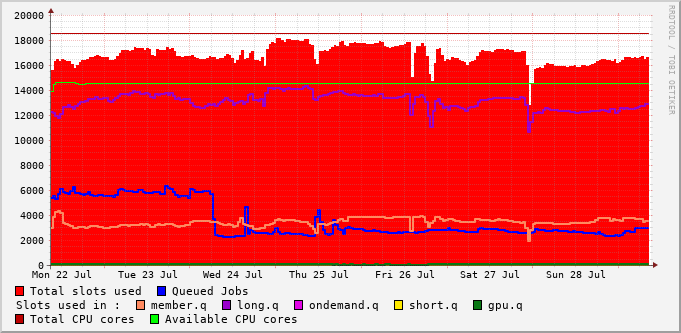 20000
18000
16000
14000
12000
10000
8000
6000
4000
2000
0
Mon 22 Jul Tue 23 Jul Wed 24 Jul Thu 25 Jul Fri 26 Jul Sat 27 Jul Sun 28 Jul
Total slots used Queued Jobs
Slots used in : member.q long.q ondemand.q short.q gpu.q
Total CPU cores Available CPU cores
RRDTOOL / TOBI OETIKER